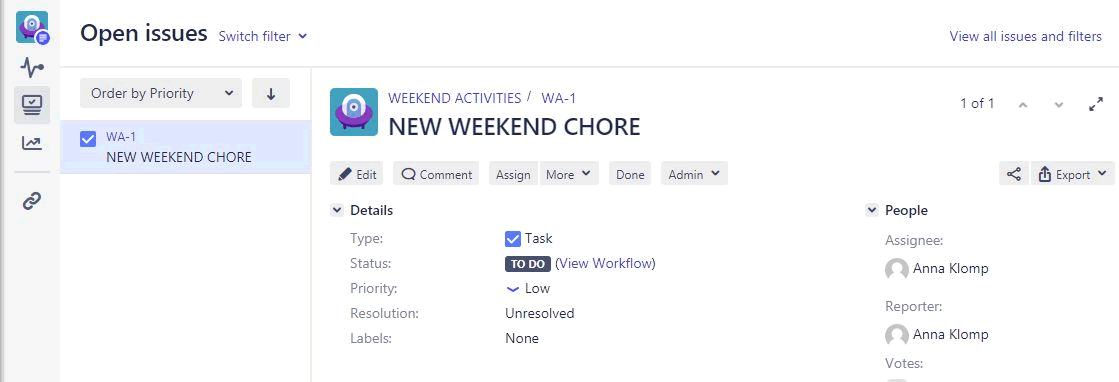 Open issues Switch filter
View all issues and filters
Order by Priority
WA-1
NEW WEEKEND CHORE
WEEKEND ACTIVITIES / WA-1
NEW WEEKEND CHORE
1 of 1
Edit Comment Assign More Done Admin Export
Details
Type: Task
Status: TO DO (View Workflow)
Priority: Low
Resolution: Unresolved
Labels: None
People
Assignee:
Anna Klomp
Reporter:
Anna Klomp
Votes: